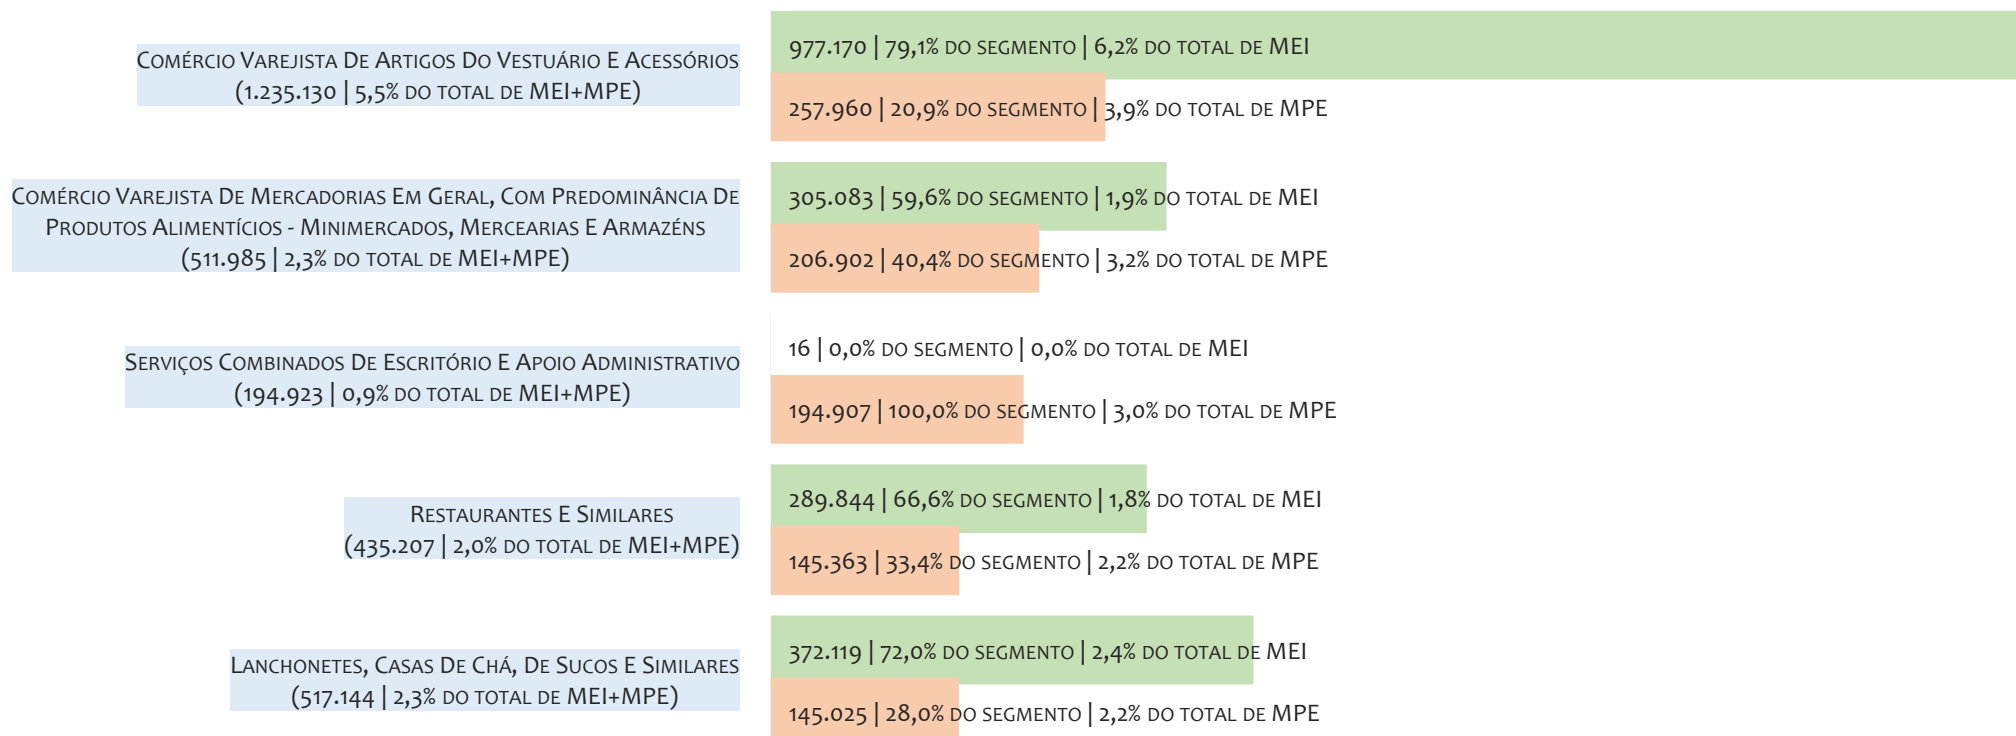 Comércio Varejista De Artigos Do Vestuário E Acessórios
(1.235.130 | 5,5% do total de MEI+MPE)
977.170 | 79,1% do segmento | 6,2% do total de MEI
257.960 | 20,9% do segmento | 3,9% do total de MPE
Comércio Varejista De Mercadorias Em Geral, Com Predominância De
Produtos Alimentícios - Minimercados, Mercearias E Armazéns
(511.985 | 2,3% do total de MEI+MPE)
305.083 | 59,6% do segmento | 1,9% do total de MEI
206.902 | 40,4% do segmento | 3,2% do total de MPE
Serviços Combinados De Escritório E Apoio Administrativo
(194.923 | 0,9% do total de MEI+MPE)
16 | 0,0% do segmento | 0,0% do total de MEI
194.907 | 100,0% do segmento | 3,0% do total de MPE
Restaurantes E Similares
(435.207 | 2,0% do total de MEI+MPE)
289.844 | 66,6% do segmento | 1,8% do total de MEI
145.363 | 33,4% do segmento | 2,2% do total de MPE
Lanchonetes, Casas De Chá, De Sucos E Similares
(517.144 | 2,3% do total de MEI+MPE)
372.119 | 72,0% do segmento | 2,4% do total de MEI
145.025 | 28,0% do segmento | 2,2% do total de MPE